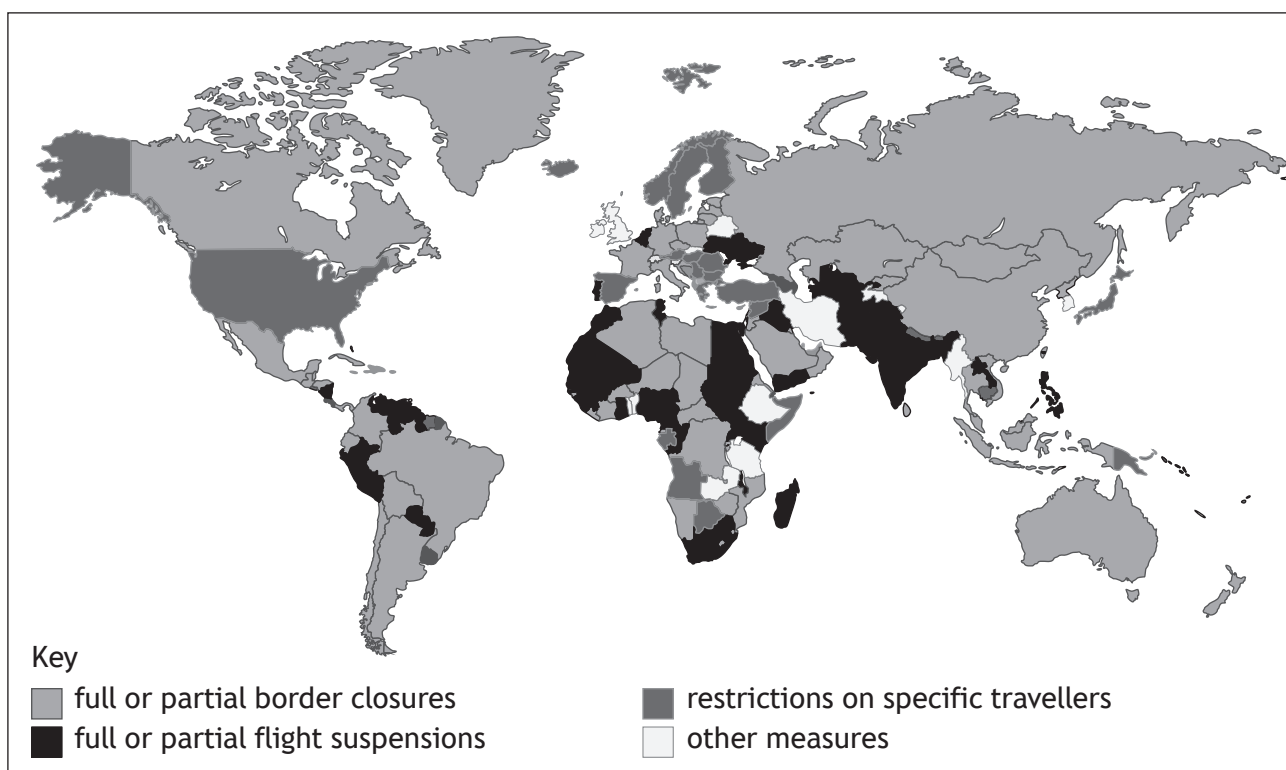 Key
full or partial border closures
full or partial flight suspensions
restrictions on specific travellers
other measures